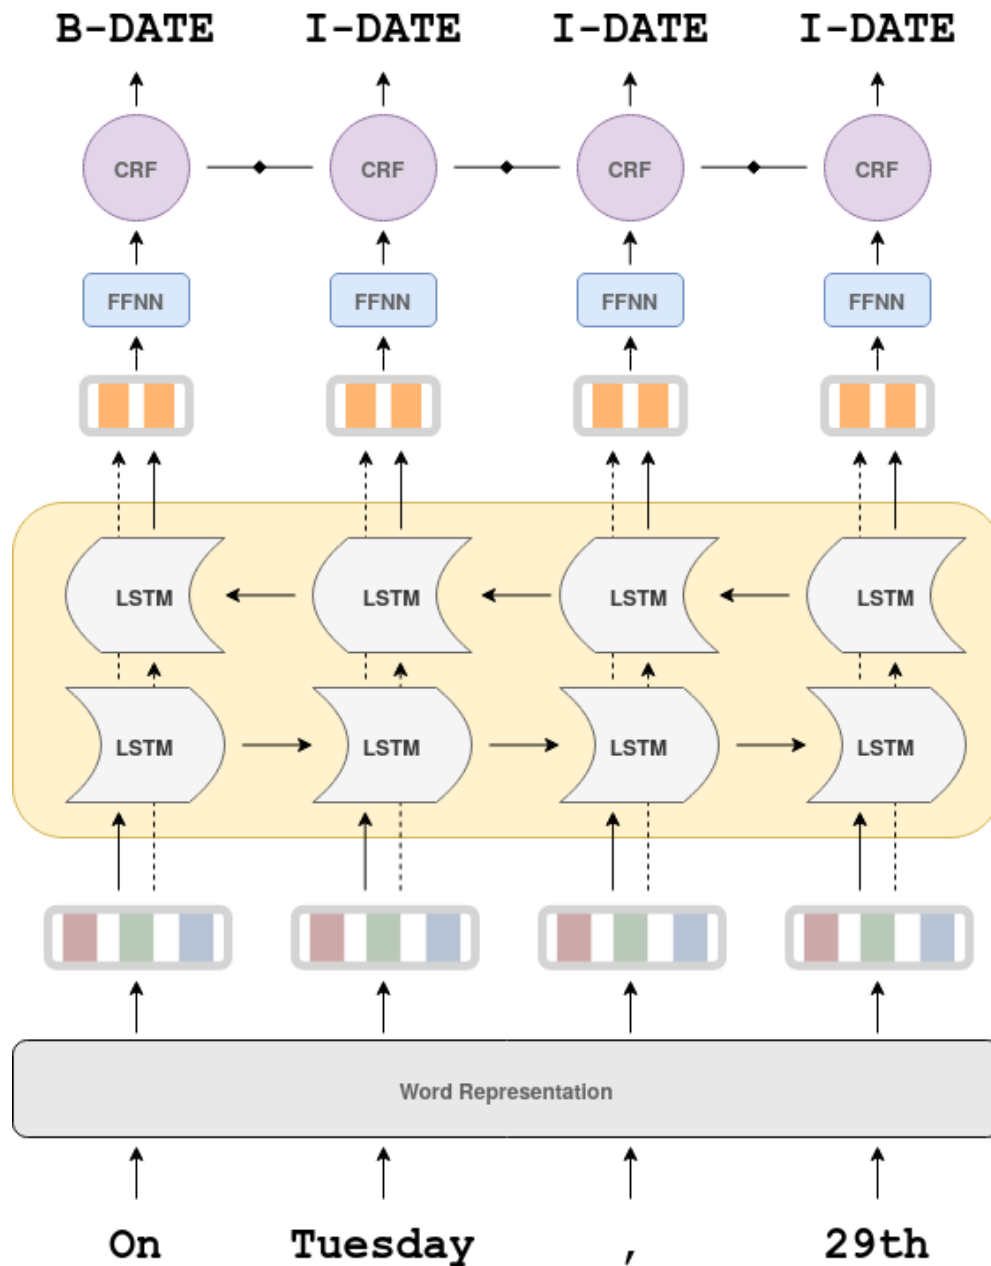 B-DATE I-DATE I-DATE I-DATE
CRF CRF CRF CRF
FFNN FFNN FFNN FFNN
LSTM LSTM LSTM LSTM
LSTM LSTM LSTM LSTM
Word Representation
On Tuesday , 29th